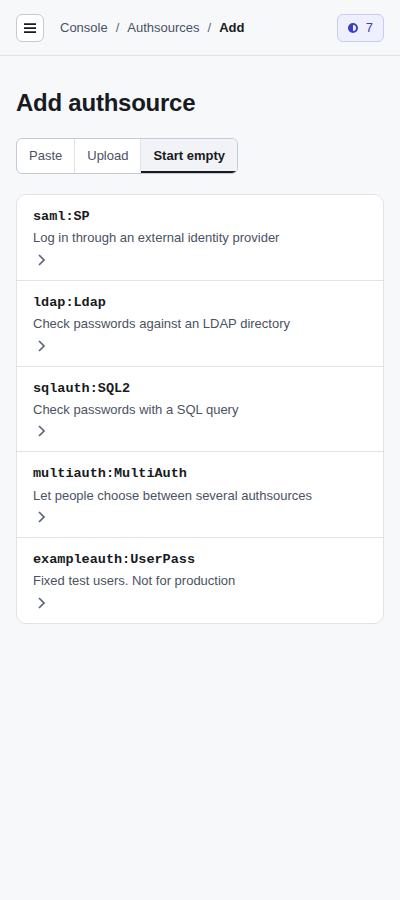 Console / Authsources / Add
7
Add authsource
Paste Upload Start empty
saml:SP
Log in through an external identity provider
ldap:Ldap
Check passwords against an LDAP directory
sqlauth:SQL2
Check passwords with a SQL query
multiauth:MultiAuth
Let people choose between several authsources
exampleauth:UserPass
Fixed test users. Not for production